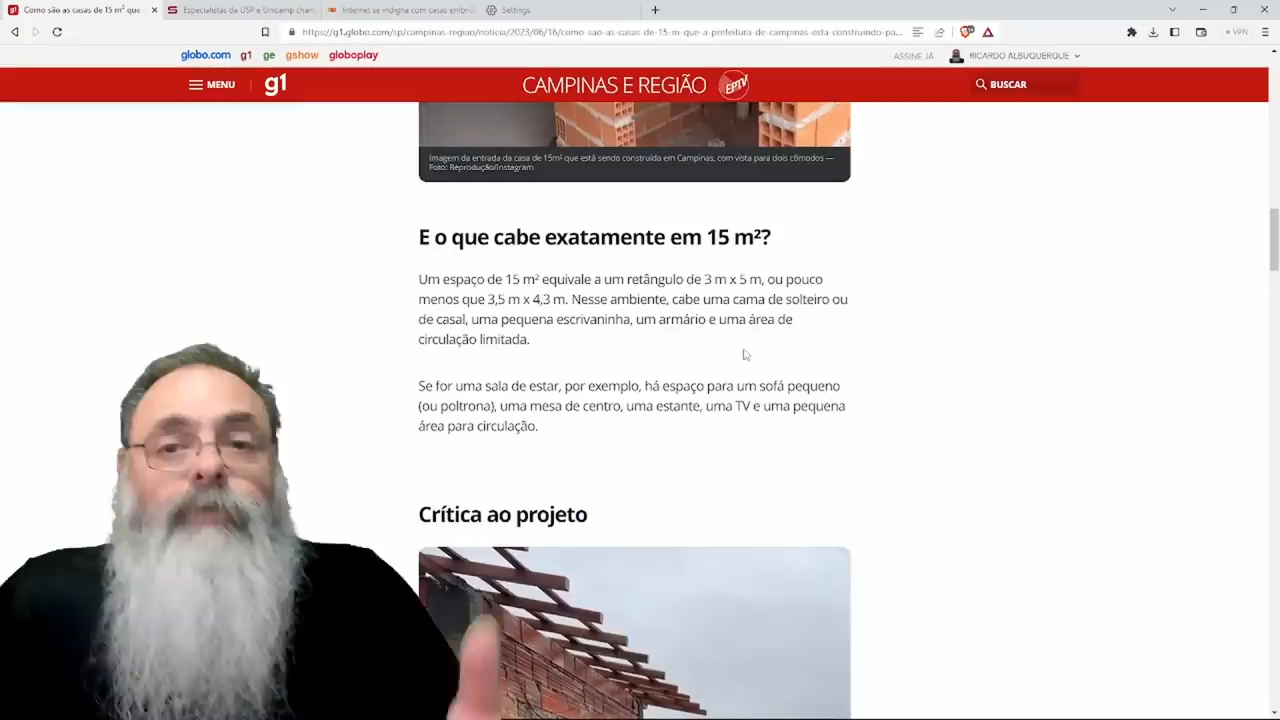 Como são as casas de 15 m² que
Especialistas da USP e Unicamp cham
Internet se indigna com casas embriõ
Settings
https://g1.globo.com/sp/campinas-regiao/noticia/2023/06/16/como-sao-as-casas-de-15-m-que-a-prefeitura-de-campinas-esta-construindo-pa...
VPN
globo.com g1 ge gshow globoplay
ASSINE JÁ
RICARDO ALBUQUERQUE
MENU
g1
CAMPINAS E REGIÃO
EPTV
BUSCAR
Imagem da entrada da casa de 15m² que está sendo construída em Campinas, com vista para dois cômodos —
Foto: Reprodução/Instagram
E o que cabe exatamente em 15 m²?
Um espaço de 15 m² equivale a um retângulo de 3 m x 5 m, ou pouco
menos que 3,5 m x 4,3 m. Nesse ambiente, cabe uma cama de solteiro ou
de casal, uma pequena escrivaninha, um armário e uma área de
circulação limitada.
Se for uma sala de estar, por exemplo, há espaço para um sofá pequeno
(ou poltrona), uma mesa de centro, uma estante, uma TV e uma pequena
área para circulação.
Crítica ao projeto